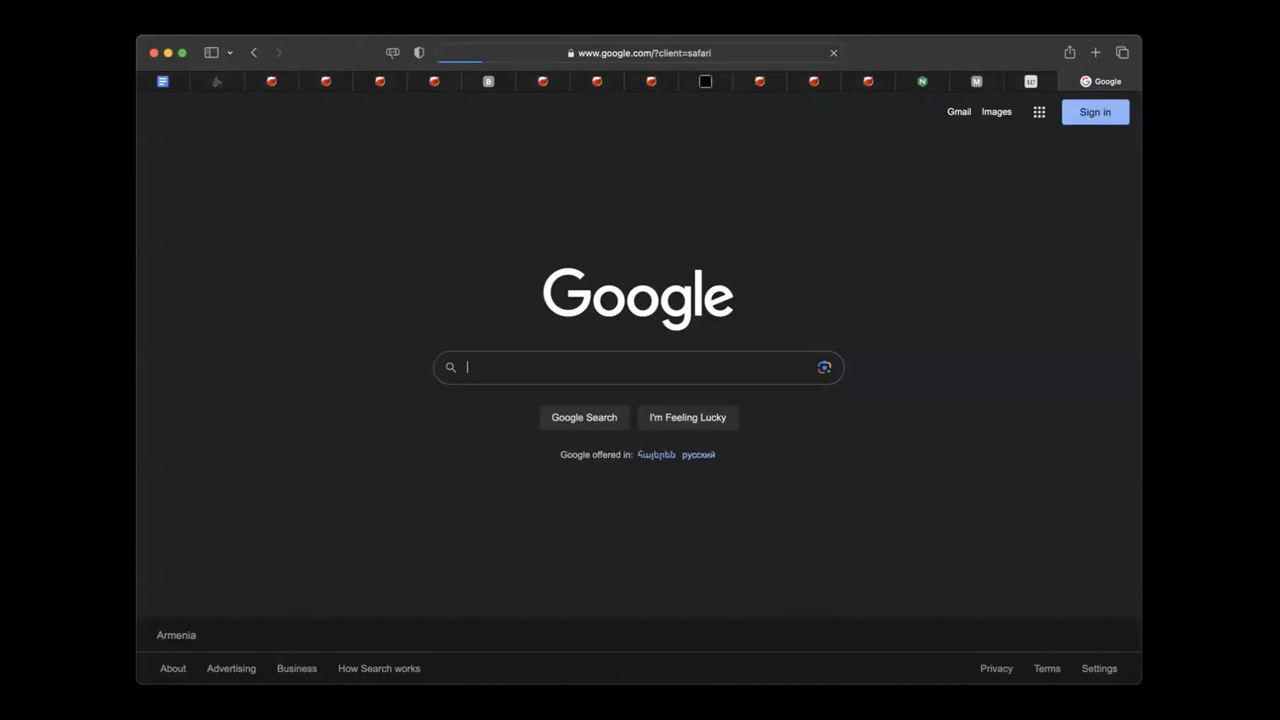 www.google.com/?client=safari
B
N
M
Google
Gmail Images Sign in
Google
Google Search I'm Feeling Lucky
Google offered in: հայերեն русский
Armenia
About Advertising Business How Search works Privacy Terms Settings